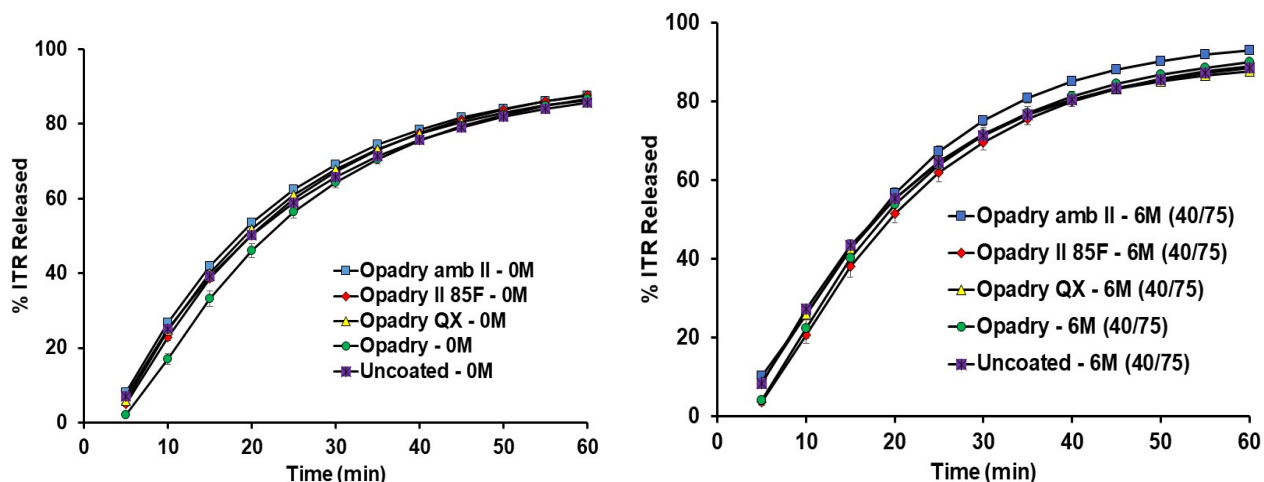 100
80
60
40
20
0
% ITR Released
0 10 20 30 40 50 60
Time (min)
Opadry amb II - 0M
Opadry II 85F - 0M
Opadry QX - 0M
Opadry - 0M
Uncoated - 0M
100
80
60
40
20
0
% ITR Released
0 10 20 30 40 50 60
Time (min)
Opadry amb II - 6M (40/75)
Opadry II 85F - 6M (40/75)
Opadry QX - 6M (40/75)
Opadry - 6M (40/75)
Uncoated - 6M (40/75)